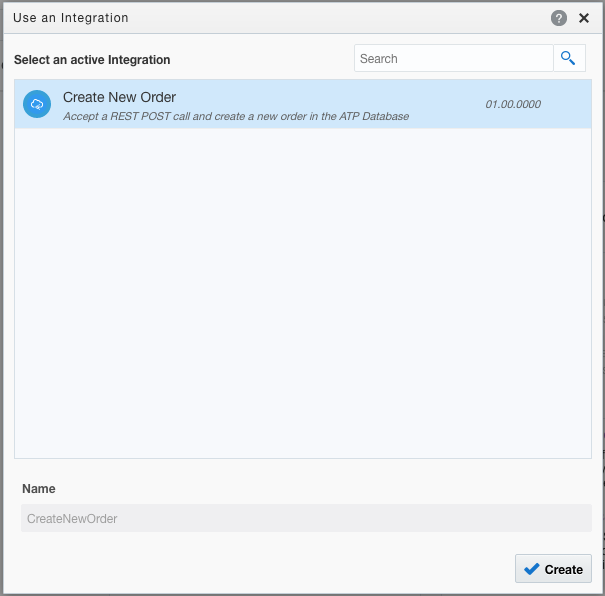 Use an Integration
Select an active Integration
Search
Create New Order
01.00.0000
Accept a REST POST call and create a new order in the ATP Database
Name
CreateNewOrder
Create